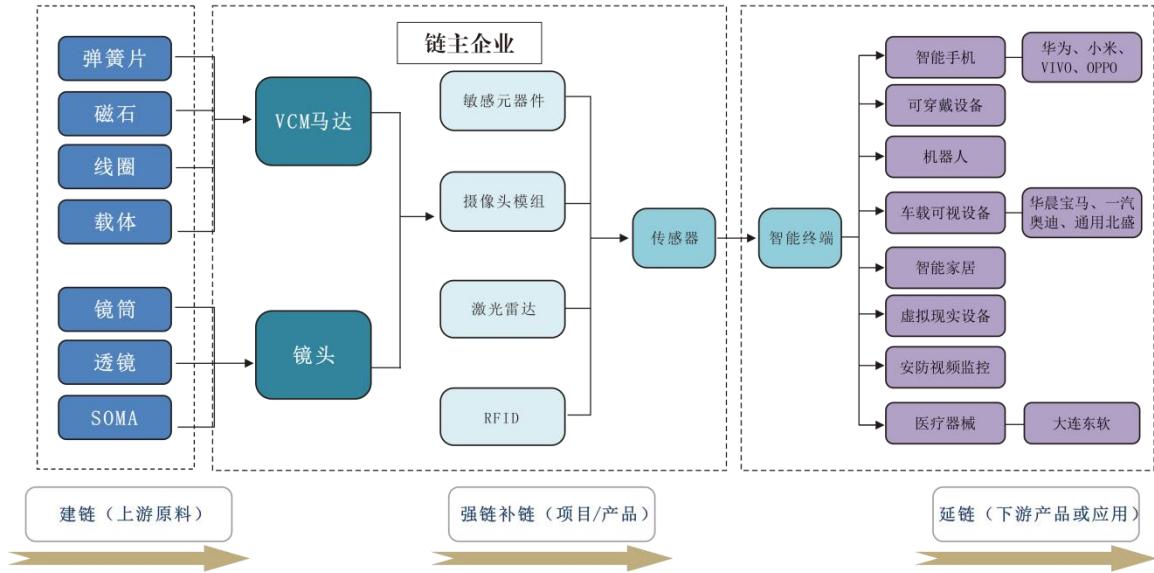 链主企业
弹簧片
磁石
线圈
载体
镜筒
透镜
SOMA
VCM马达
镜头
敏感元器件
摄像头模组
激光雷达
RFID
传感器
智能终端
智能手机
华为、小米、
VIVO、OPPO
可穿戴设备
机器人
车载可视设备
华晨宝马、一汽
奥迪、通用北盛
智能家居
虚拟现实设备
安防视频监控
医疗器械
大连东软
建链（上游原料）
强链补链（项目/产品）
延链（下游产品或应用）